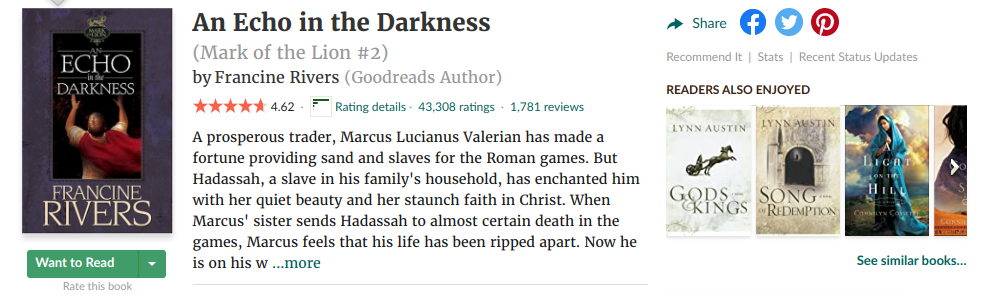 MARK
OF THE
LION
AN
ECHO
in the
DARKNESS
FRANCINE
RIVERS
Want to Read
Rate this book
An Echo in the Darkness
(Mark of the Lion #2)
by Francine Rivers (Goodreads Author)
4.62 · Rating details · 43,308 ratings · 1,781 reviews
A prosperous trader, Marcus Lucianus Valerian has made a
fortune providing sand and slaves for the Roman games. But
Hadassah, a slave in his family's household, has enchanted him
with her quiet beauty and her staunch faith in Christ. When
Marcus' sister sends Hadassah to almost certain death in the
games, Marcus feels that his life has been ripped apart. Now he
is on his w ...more
Share
Recommend It | Stats | Recent Status Updates
READERS ALSO ENJOYED
LYNN AUSTIN
GODS
& KINGS
LYNN AUSTIN
SONG
OF REDEMPTION
A
LIGHT
ON THE
HILL
See similar books…